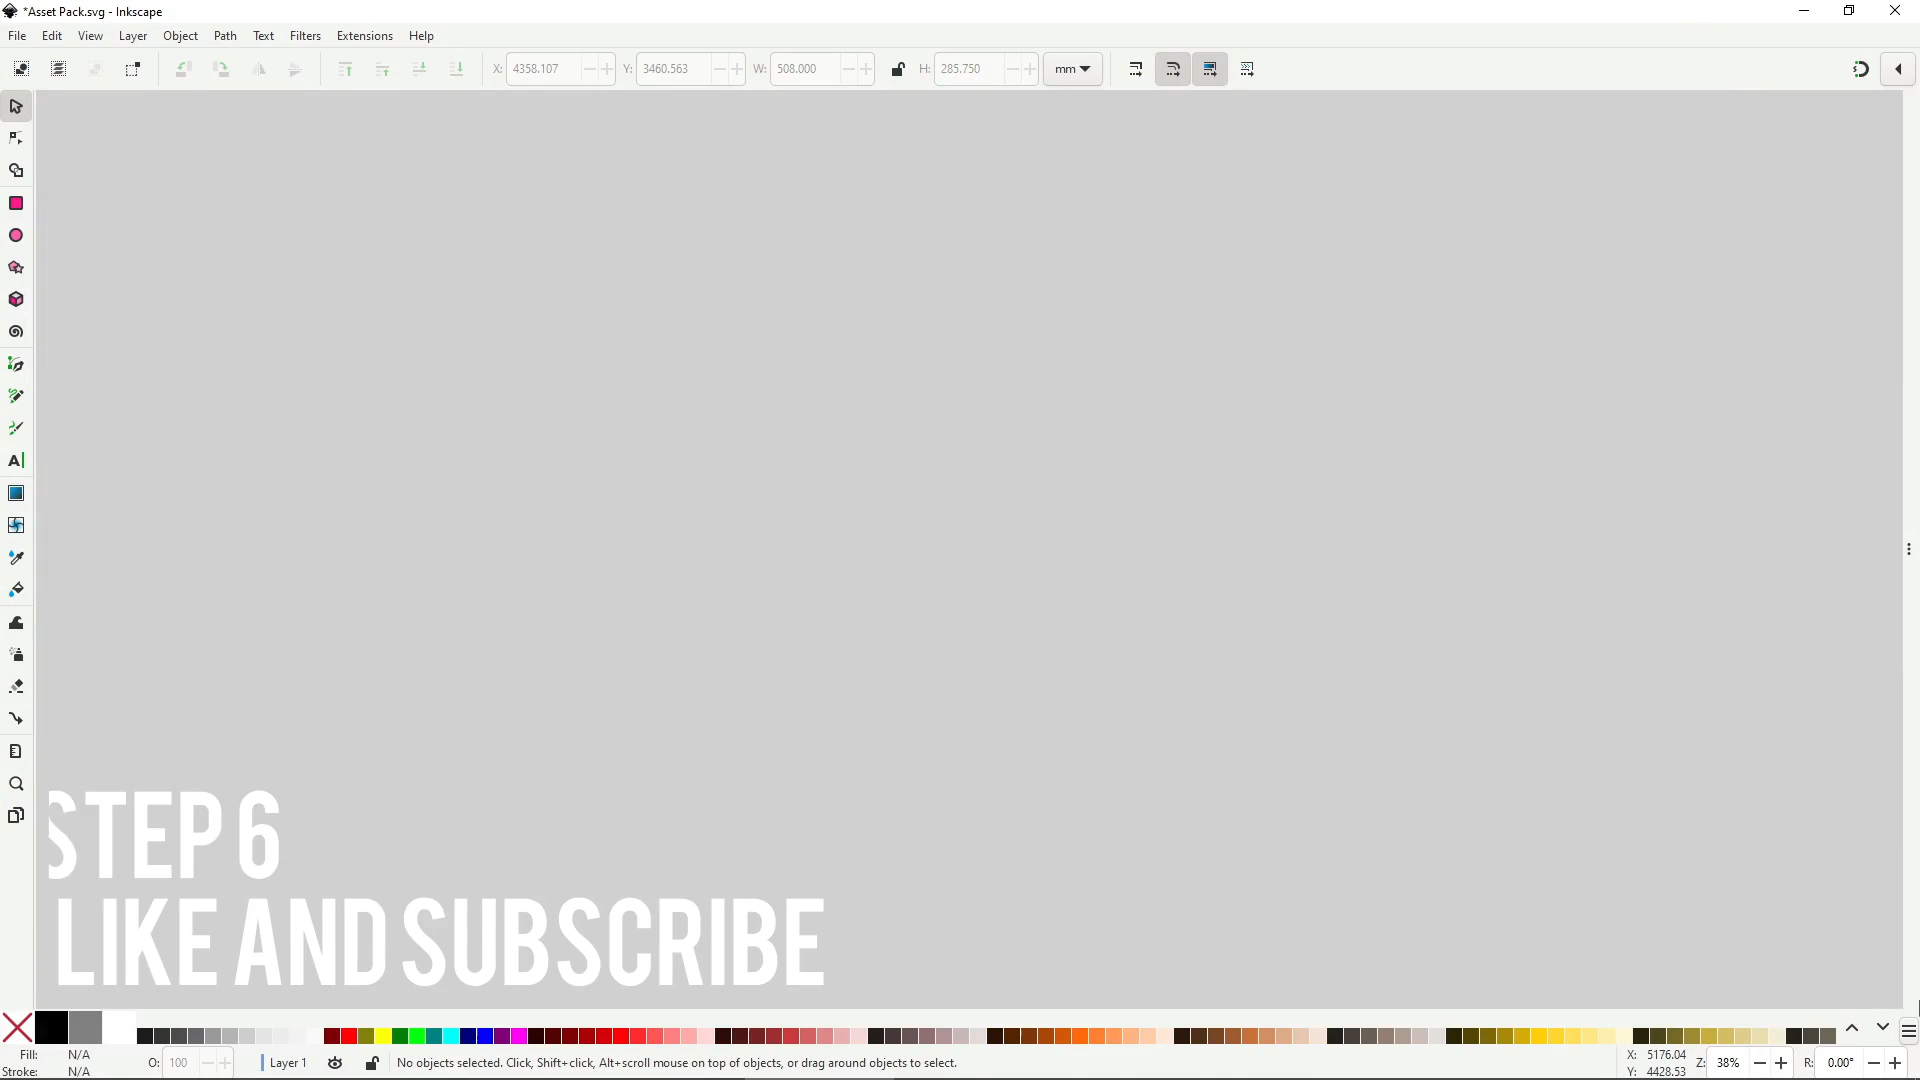 *Asset Pack.svg - Inkscape
File Edit View Layer Object Path Text Filters Extensions Help
X: 4358.107 Y: 3460.563 W: 508.000 H: 285.750 mm
STEP 6
LIKE AND SUBSCRIBE
Fill: N/A
Stroke: N/A
O: 100
Layer 1
No objects selected. Click, Shift+click, Alt+scroll mouse on top of objects, or drag around objects to select.
X: 5176.04
Y: 4428.53
Z: 38%
R: 0.00°